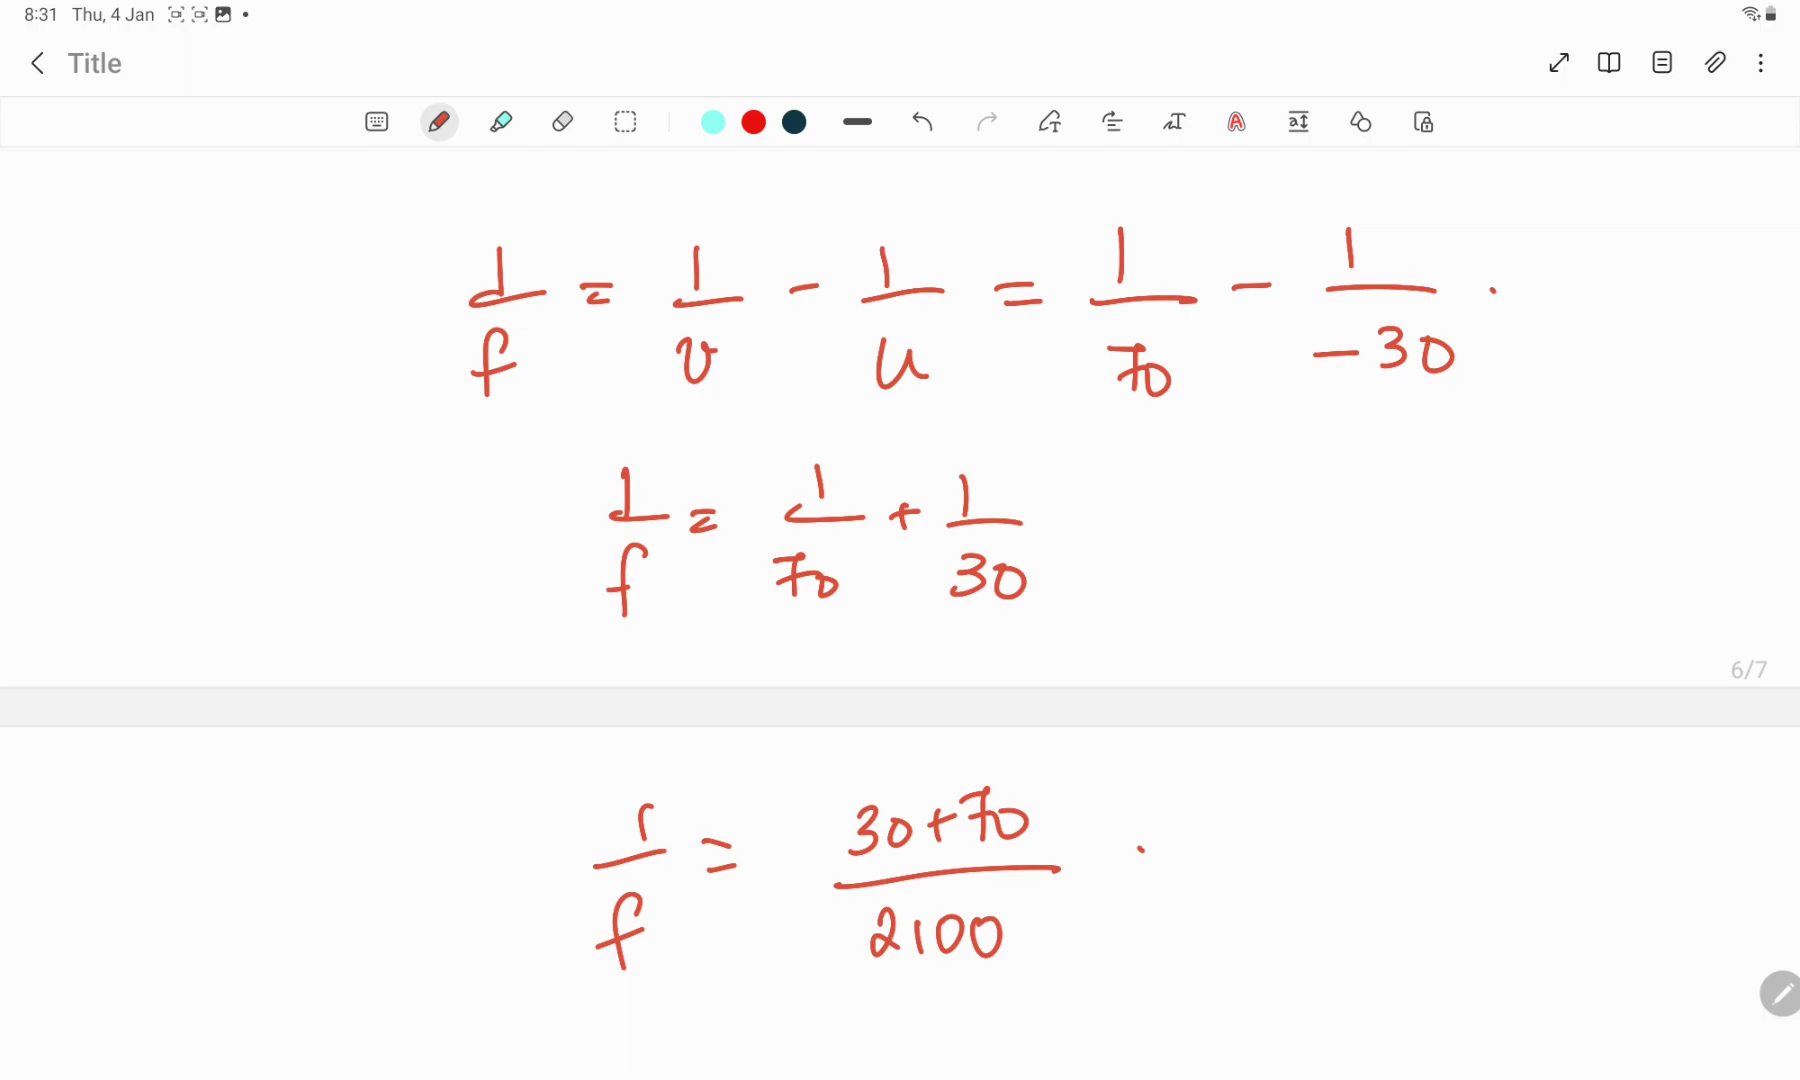 8:31 Thu, 4 Jan
Title
1/f = 1/v - 1/u = 1/70 - 1/-30 .
1/f = 1/70 + 1/30
6/7
1/f = 30+70/2100 .